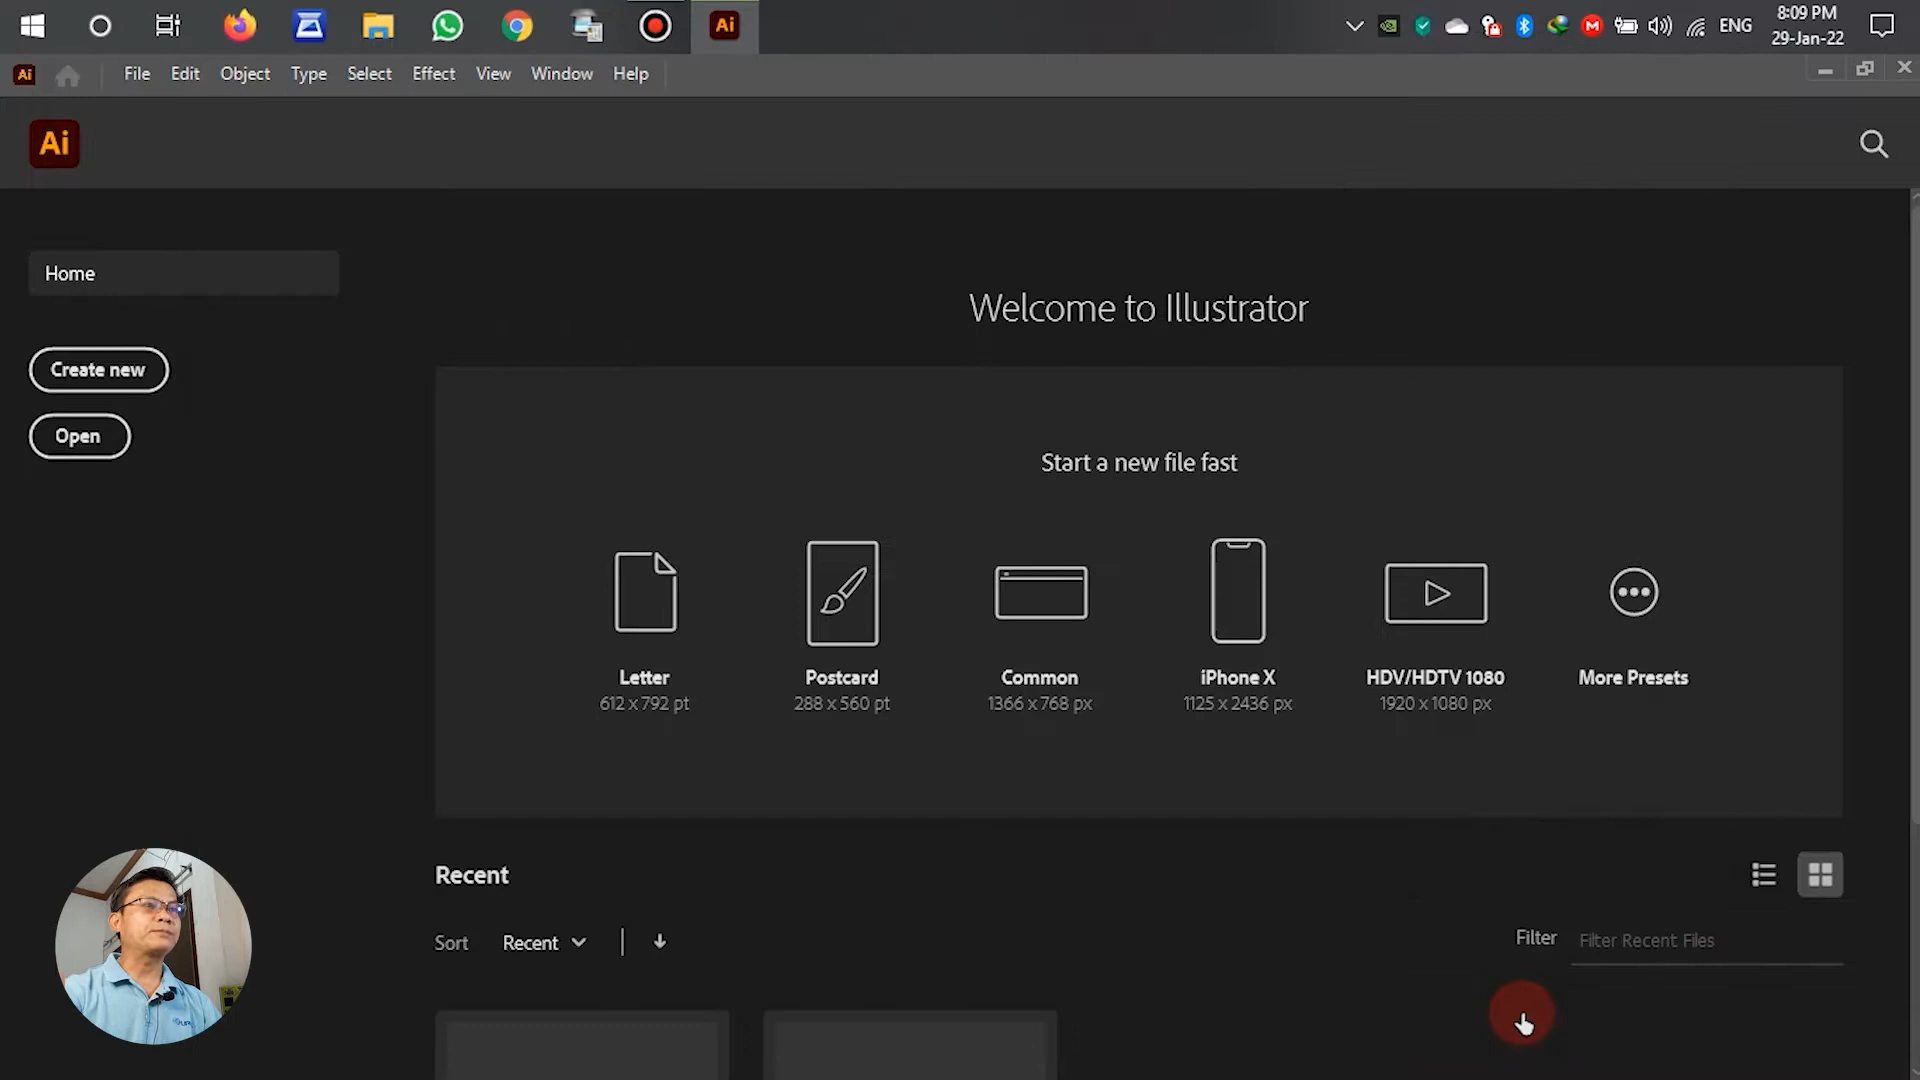 Ai
ENG
8:09 PM
29-Jan-22
Ai
File
Edit
Object
Type
Select
Effect
View
Window
Help
Ai
Home
Create new
Open
Welcome to Illustrator
Start a new file fast
Letter
612 x 792 pt
Postcard
288 x 560 pt
Common
1366 x 768 px
iPhone X
1125 x 2436 px
HDV/HDTV 1080
1920 x 1080 px
More Presets
Recent
Sort
Recent
Filter
Filter Recent Files